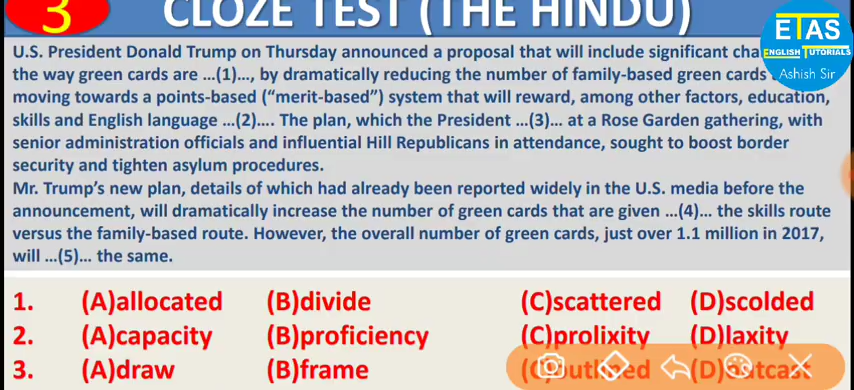 3
CLOZE TEST (THE HINDU)
ETAS
ENGLISH TUTORIALS
Ashish Sir
U.S. President Donald Trump on Thursday announced a proposal that will include significant
the way green cards are ...(1)..., by dramatically reducing the number of family-based green cards
moving towards a points-based (“merit-based”) system that will reward, among other factors, education,
skills and English language ...(2).... The plan, which the President ...(3)... at a Rose Garden gathering, with
senior administration officials and influential Hill Republicans in attendance, sought to boost border
security and tighten asylum procedures.
Mr. Trump’s new plan, details of which had already been reported widely in the U.S. media before the
announcement, will dramatically increase the number of green cards that are given ...(4)... the skills route
versus the family-based route. However, the overall number of green cards, just over 1.1 million in 2017,
will ...(5)... the same.
1. (A)allocated (B)divide (C)scattered (D)scolded
2. (A)capacity (B)proficiency (C)prolixity (D)laxity
3. (A)draw (B)frame (C)outlined (D)outcast